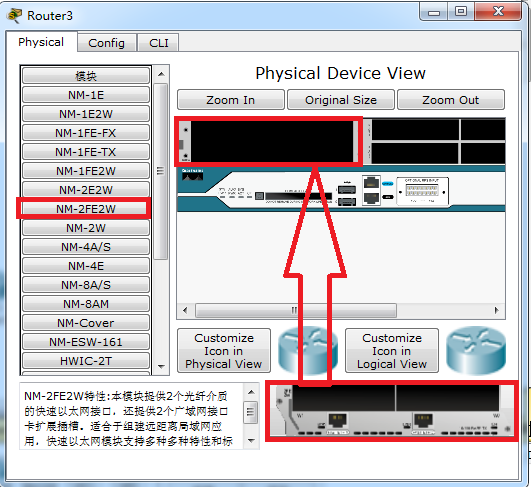 Router3
Physical
Config
CLI
模块
NM-1E
NM-1E2W
NM-1FE-FX
NM-1FE-TX
NM-1FE2W
NM-2E2W
NM-2FE2W
NM-2W
NM-4A/S
NM-4E
NM-8A/S
NM-8AM
NM-Cover
NM-ESW-161
HWIC-2T
Physical Device View
Zoom In
Original Size
Zoom Out
Customize
Icon in
Physical View
Customize
Icon in
Logical View
NM-2FE2W特性:本模块提供2个光纤介质
的快速以太网接口，还提供2个广域网接口
卡扩展插槽。适合于组建远距离局域网应
用，快速以太网模块支持多种多种特性和标